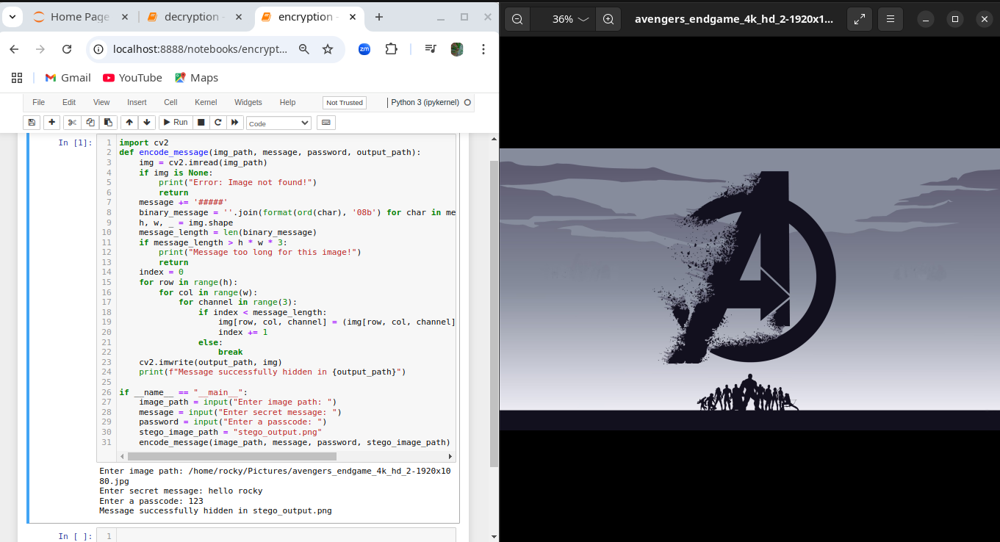 Home Page
decryption
encryption
localhost:8888/notebooks/encrypt...
zm
Gmail
YouTube
Maps
File Edit View Insert Cell Kernel Widgets Help Not Trusted Python 3 (ipykernel)
Run Code
In [1]:
1 import cv2
2 def encode_message(img_path, message, password, output_path):
3 img = cv2.imread(img_path)
4 if img is None:
5 print("Error: Image not found!")
6 return
7 message += '#####'
8 binary_message = ''.join(format(ord(char), '08b') for char in me
9 h, w, _ = img.shape
10 message_length = len(binary_message)
11 if message_length > h * w * 3:
12 print("Message too long for this image!")
13 return
14 index = 0
15 for row in range(h):
16 for col in range(w):
17 for channel in range(3):
18 if index < message_length:
19 img[row, col, channel] = (img[row, col, channel]
20 index += 1
21 else:
22 break
23 cv2.imwrite(output_path, img)
24 print(f"Message successfully hidden in {output_path}")
25
26 if __name__ == "__main__":
27 image_path = input("Enter image path: ")
28 message = input("Enter secret message: ")
29 password = input("Enter a passcode: ")
30 stego_image_path = "stego_output.png"
31 encode_message(image_path, message, password, stego_image_path)
Enter image path: /home/rocky/Pictures/avengers_endgame_4k_hd_2-1920x10
80.jpg
Enter secret message: hello rocky
Enter a passcode: 123
Message successfully hidden in stego_output.png
In [ ]:
1
36%
avengers_endgame_4k_hd_2-1920x1...